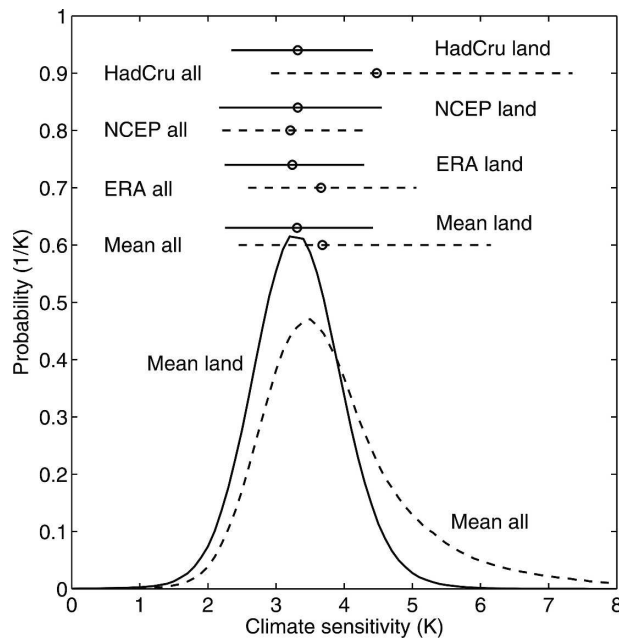 1
0.9
0.8
0.7
0.6
0.5
0.4
0.3
0.2
0.1
0
Probability (1/K)
HadCru land
HadCru all
NCEP land
NCEP all
ERA land
ERA all
Mean land
Mean all
Mean land
Mean all
0 1 2 3 4 5 6 7 8
Climate sensitivity (K)